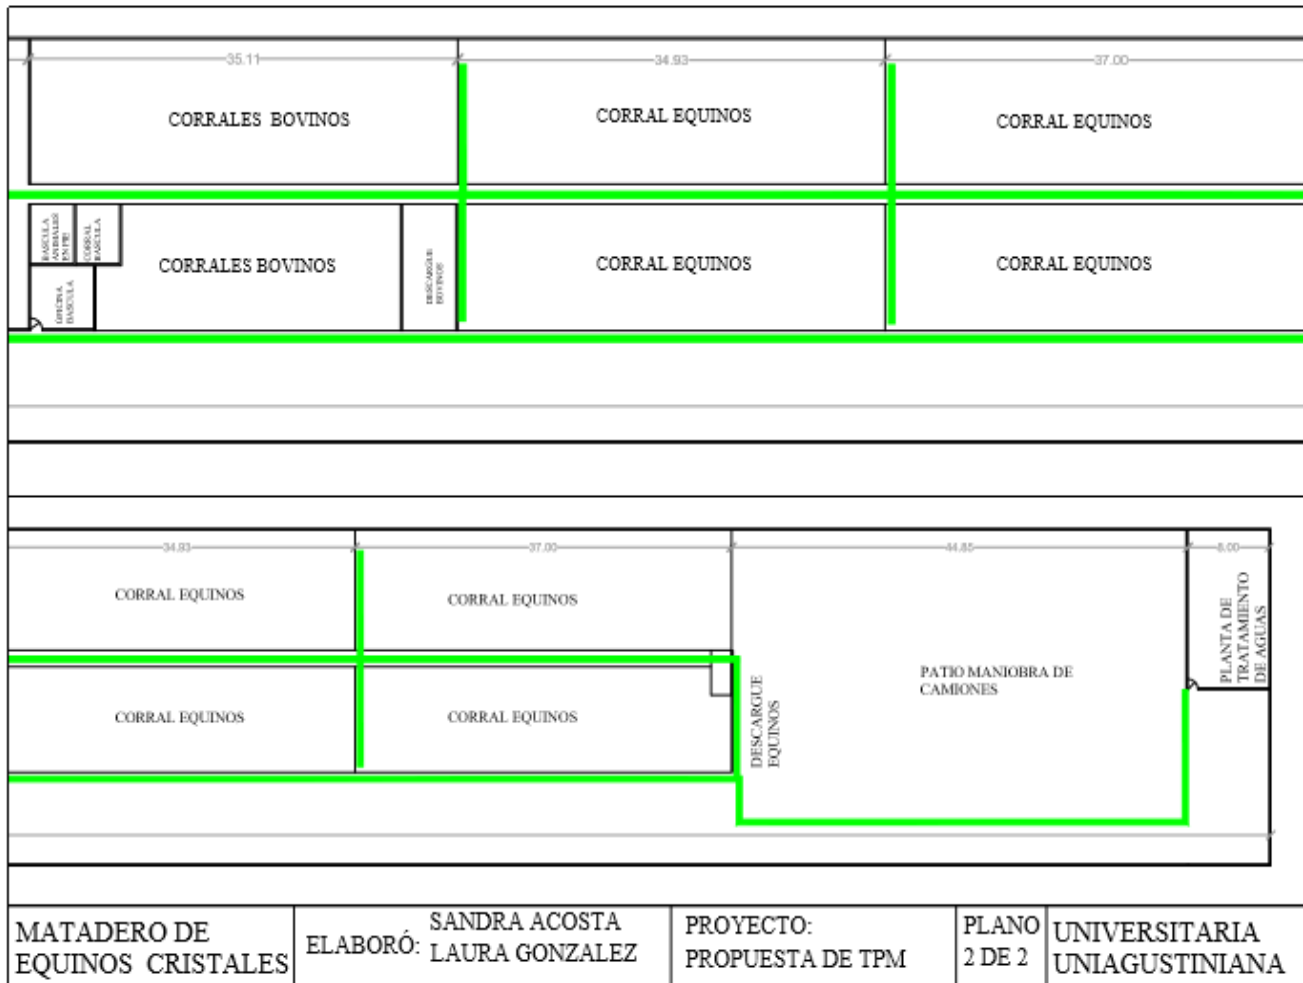 35.11
34.93
37.00
CORRALES BOVINOS
CORRAL EQUINOS
CORRAL EQUINOS
BASCULA
ANIMALES
EN PIE
CORRAL
BASCULA
OFICINA
BASCULA
CORRALES BOVINOS
DESCARGUE
BOVINOS
CORRAL EQUINOS
CORRAL EQUINOS
34.93
37.00
44.85
8.00
CORRAL EQUINOS
CORRAL EQUINOS
PLANTA DE
TRATAMIENTO
DE AGUAS
PATIO MANIOBRA DE
CAMIONES
CORRAL EQUINOS
CORRAL EQUINOS
DESCARGUE
EQUINOS
MATADERO DE
EQUINOS CRISTALES
ELABORÓ:
SANDRA ACOSTA
LAURA GONZALEZ
PROYECTO:
PROPUESTA DE TPM
PLANO
2 DE 2
UNIVERSITARIA
UNIAGUSTINIANA